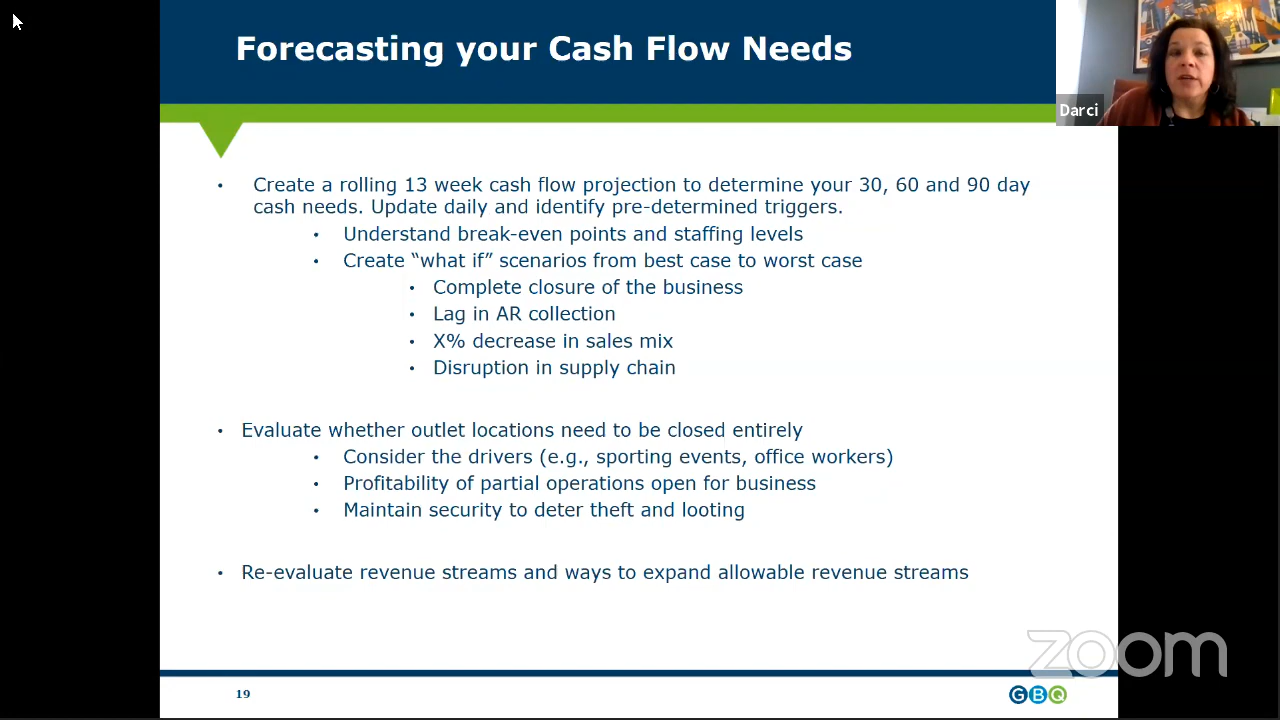 Forecasting your Cash Flow Needs
Darci
• Create a rolling 13 week cash flow projection to determine your 30, 60 and 90 day
cash needs. Update daily and identify pre-determined triggers.
• Understand break-even points and staffing levels
• Create “what if” scenarios from best case to worst case
• Complete closure of the business
• Lag in AR collection
• X% decrease in sales mix
• Disruption in supply chain
• Evaluate whether outlet locations need to be closed entirely
• Consider the drivers (e.g., sporting events, office workers)
• Profitability of partial operations open for business
• Maintain security to deter theft and looting
• Re-evaluate revenue streams and ways to expand allowable revenue streams
zoom
19
GBQ